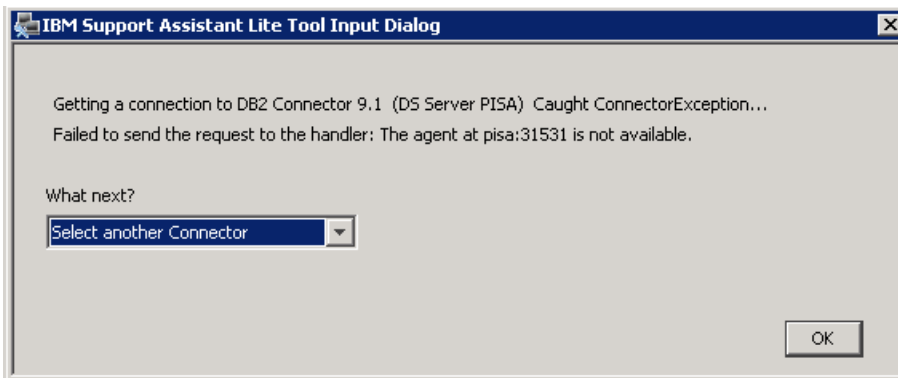 IBM Support Assistant Lite Tool Input Dialog
Getting a connection to DB2 Connector 9.1 (DS Server PISA) Caught ConnectorException...
Failed to send the request to the handler: The agent at pisa:31531 is not available.
What next?
Select another Connector
OK